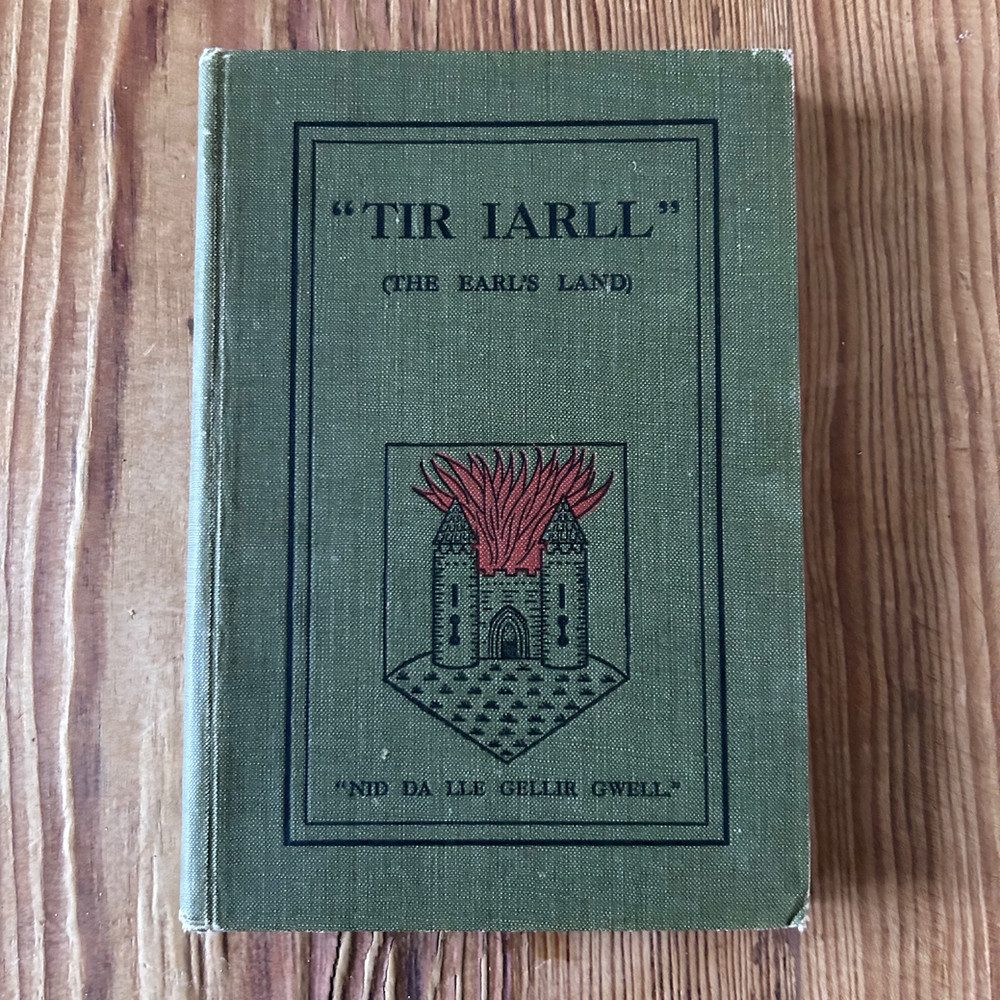 “TIR IARLL”
(THE EARL'S LAND)
“NID DA LLE GELLIR GWELL.”